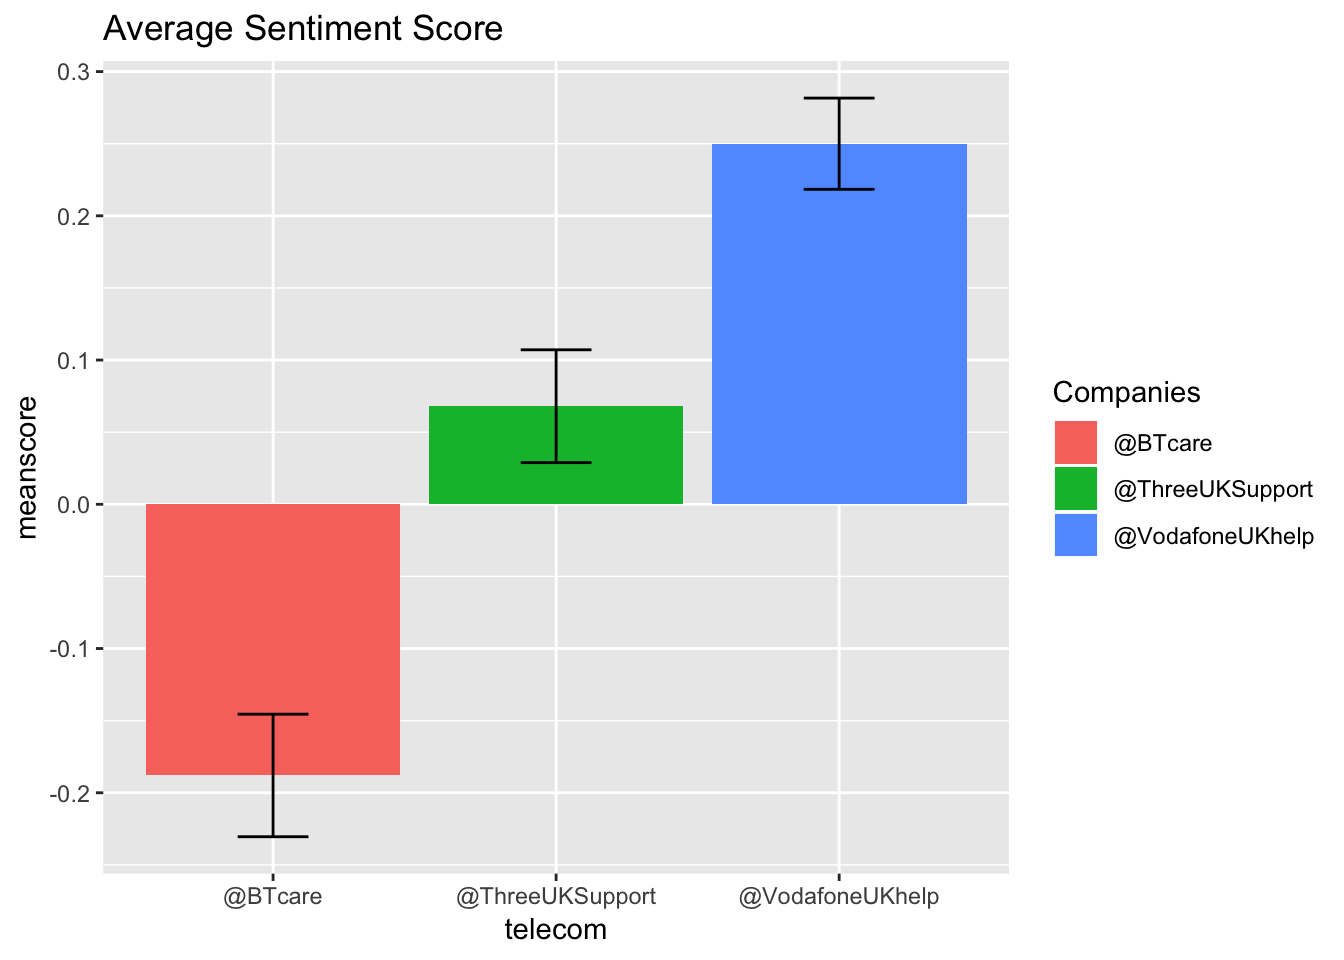 Average Sentiment Score
0.3
0.2
0.1
0.0
-0.1
-0.2
meanscore
@BTcare
@ThreeUKSupport
@VodafoneUKhelp
telecom
Companies
@BTcare
@ThreeUKSupport
@VodafoneUKhelp